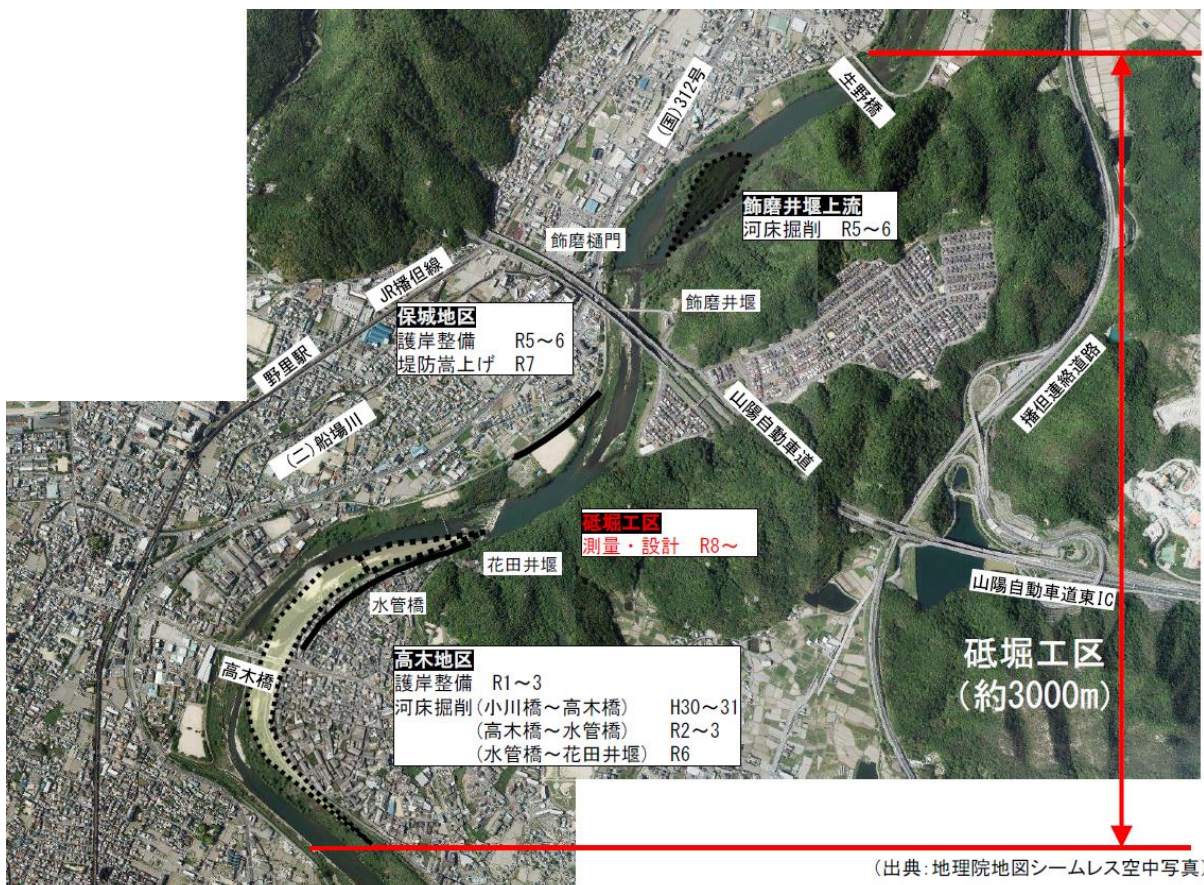 生野橋
(国)312号
飾磨井堰上流
河床掘削 R5～6
飾磨樋門
JR播但線
飾磨井堰
保城地区
護岸整備 R5～6
堤防嵩上げ R7
野里駅
播但連絡道路
山陽自動車道
(二)船場川
砥堀工区
測量・設計 R8～
花田井堰
山陽自動車道東IC
水管橋
高木橋
高木地区
護岸整備 R1～3
河床掘削(小川橋～高木橋) H30～31
(高木橋～水管橋) R2～3
(水管橋～花田井堰) R6
砥堀工区
(約3000m)
(出典:地理院地図シームレス空中写真)